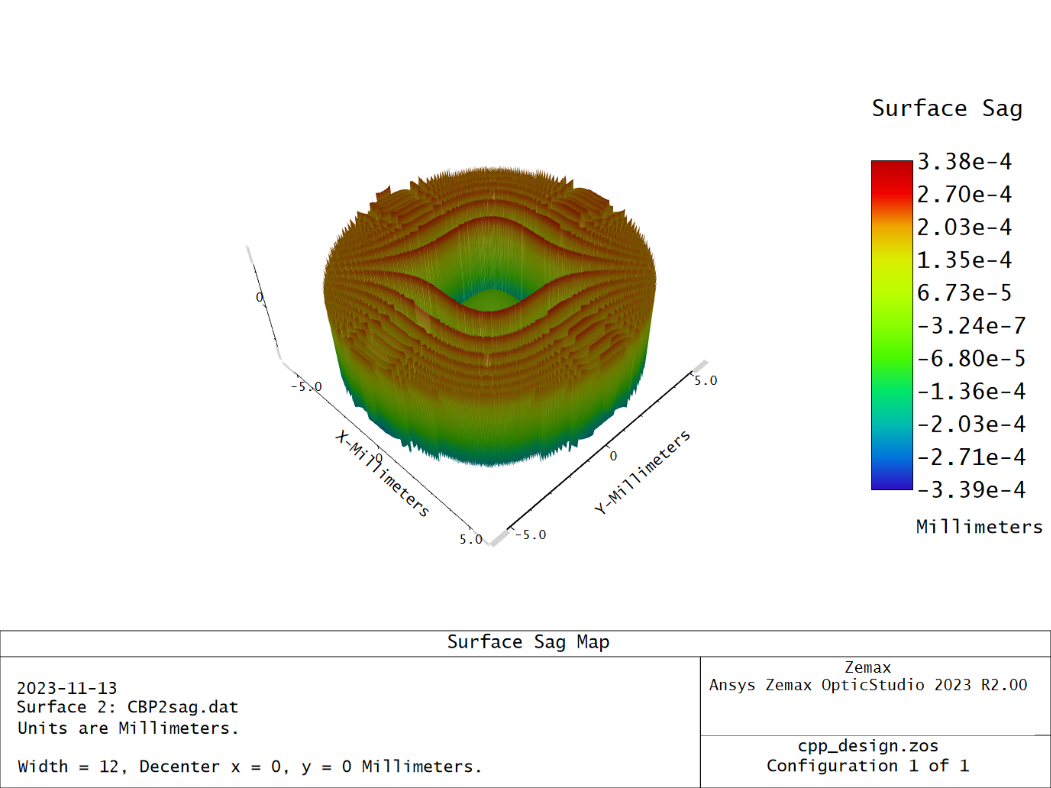 Surface Sag
3.38e-4
2.70e-4
2.03e-4
1.35e-4
6.73e-5
-3.24e-7
-6.80e-5
-1.36e-4
-2.03e-4
-2.71e-4
-3.39e-4
Millimeters
0
-5.0
0
5.0
X-Millimeters
-5.0
0
5.0
Y-Millimeters
Surface Sag Map
2023-11-13
Surface 2: CBP2sag.dat
Units are Millimeters.
Width = 12, Decenter x = 0, y = 0 Millimeters.
Zemax
Ansys Zemax OpticStudio 2023 R2.00
cpp_design.zos
Configuration 1 of 1